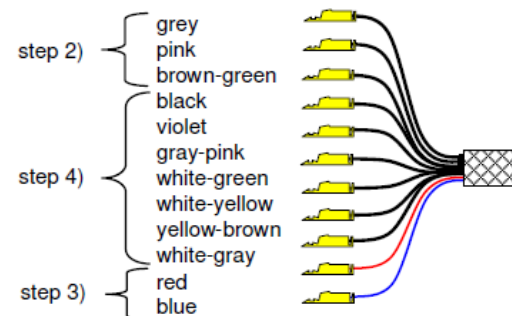 step 2)
grey
pink
brown-green
step 4)
black
violet
gray-pink
white-green
white-yellow
yellow-brown
white-gray
step 3)
red
blue